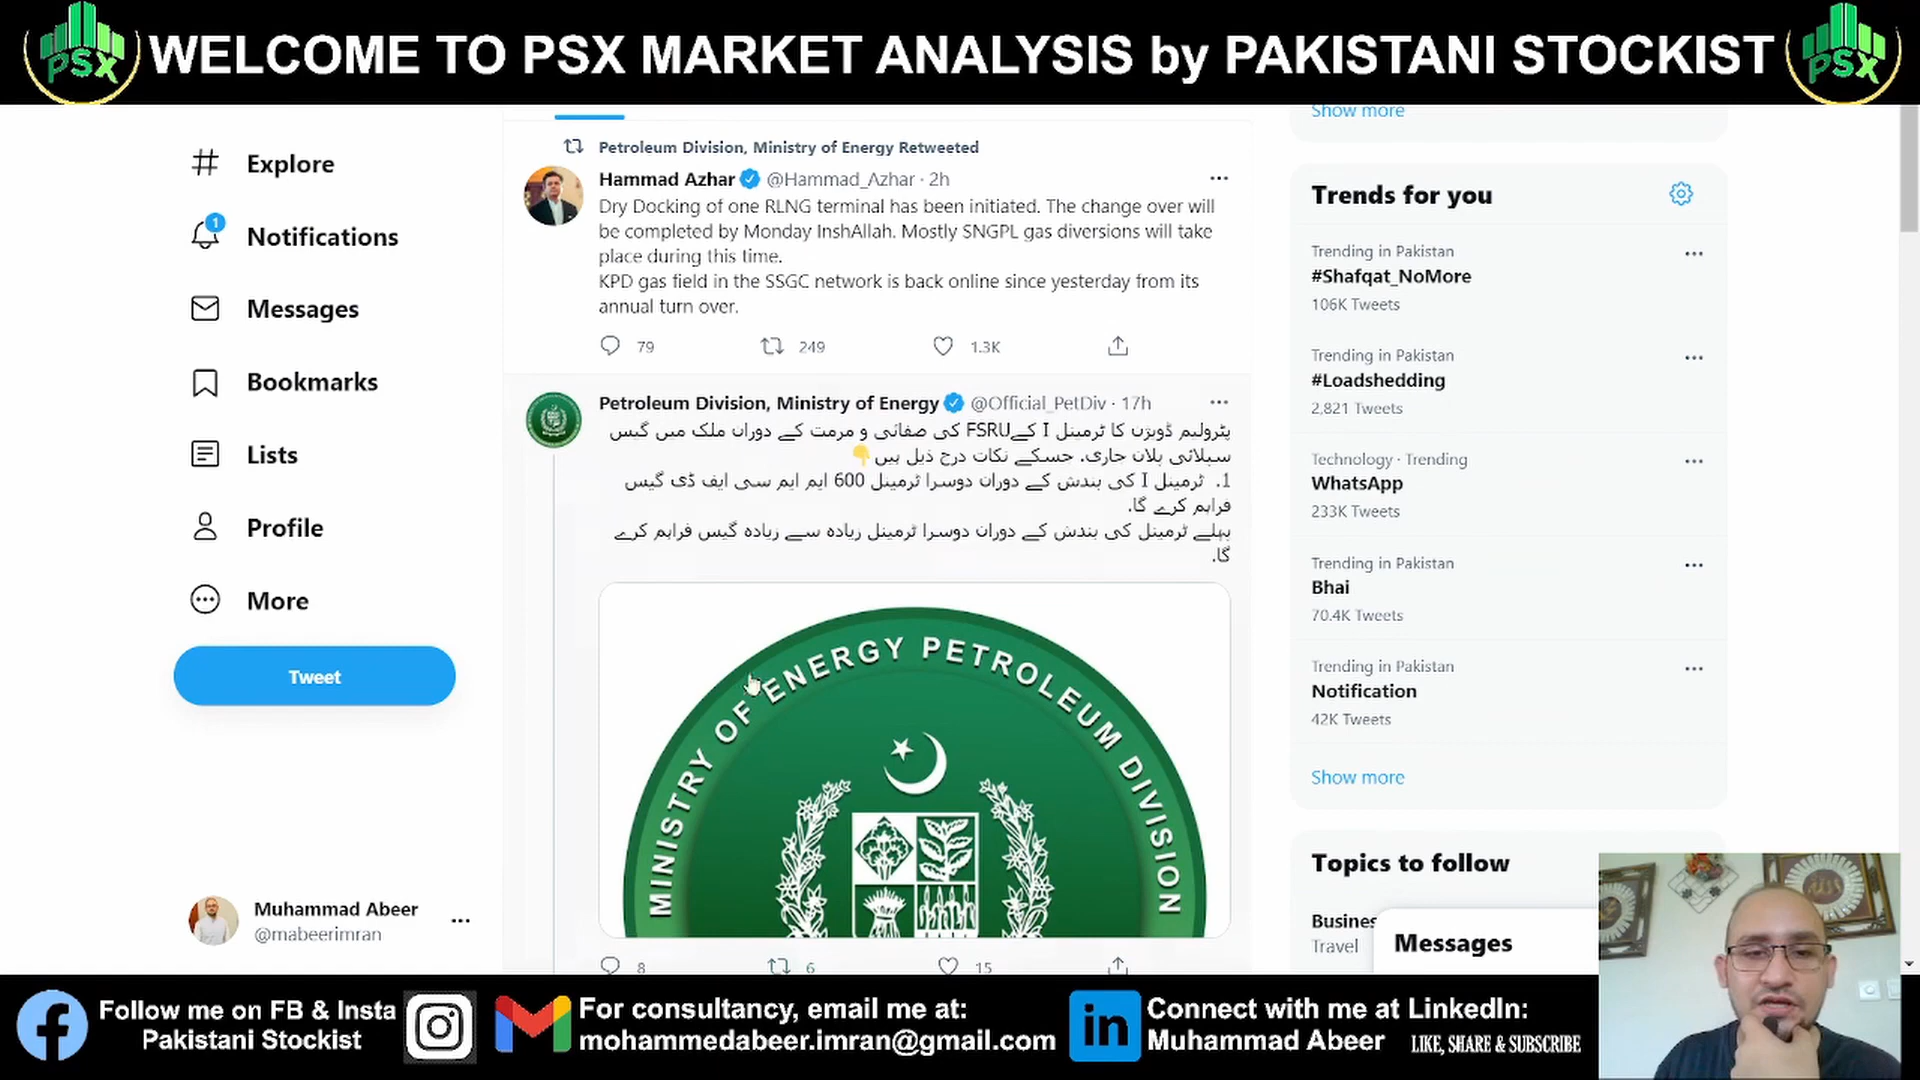 PSX WELCOME TO PSX MARKET ANALYSIS by PAKISTANI STOCKIST PSX
Explore
1
Notifications
Messages
Bookmarks
Lists
Profile
More
Tweet
Muhammad Abeer
@mabeerimran
Petroleum Division, Ministry of Energy Retweeted
Hammad Azhar @Hammad_Azhar · 2h
Dry Docking of one RLNG terminal has been initiated. The change over will
be completed by Monday InshAllah. Mostly SNGPL gas diversions will take
place during this time.
KPD gas field in the SSGC network is back online since yesterday from its
annual turn over.
79 249 1.3K
Petroleum Division, Ministry of Energy @Official_PetDiv · 17h
پٹرولیم ڈویژن کا ٹرمینل I کےFSRU کی صفائی و مرمت کے دوران ملک میں گیس
سپلائی پلان جاری. جسکے نکات درج ذیل ہیں👇
1. ٹرمینل I کی بندش کے دوران دوسرا ٹرمینل 600 ایم ایم سی ایف ڈی گیس
فراہم کرے گا.
پہلے ٹرمینل کی بندش کے دوران دوسرا ٹرمینل زیادہ سے زیادہ گیس فراہم کرے
گا.
MINISTRY OF ENERGY PETROLEUM DIVISION
8 6 15
Show more
Trends for you
Trending in Pakistan
#Shafqat_NoMore
106K Tweets
Trending in Pakistan
#Loadshedding
2,821 Tweets
Technology · Trending
WhatsApp
233K Tweets
Trending in Pakistan
Bhai
70.4K Tweets
Trending in Pakistan
Notification
42K Tweets
Show more
Topics to follow
Busines
Travel
Messages
Follow me on FB & Insta
Pakistani Stockist
For consultancy, email me at:
mohammedabeer.imran@gmail.com
in
Connect with me at LinkedIn:
Muhammad Abeer LIKE, SHARE & SUBSCRIBE